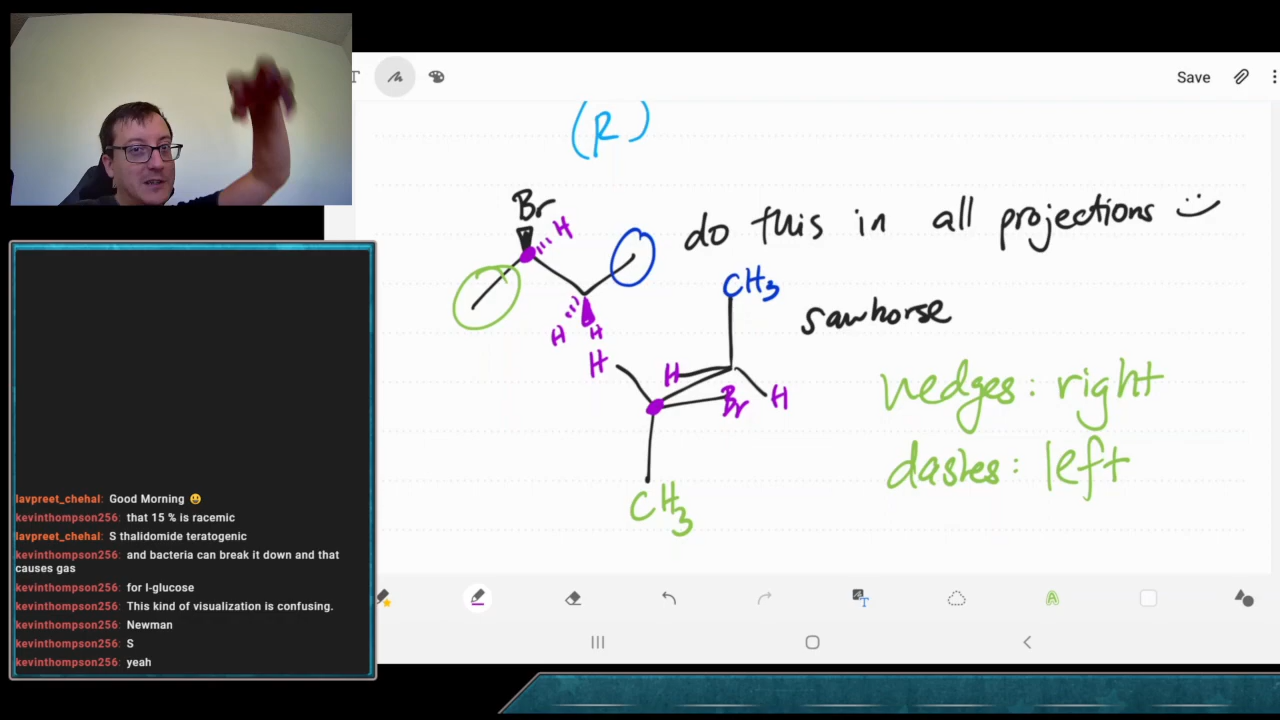 T
Save
(R)
Br
H
do this in all projections :)
H
H
CH3
sawhorse
H
H
Br
H
wedges: right
dashes: left
CH3
lavpreet_chehal: Good Morning 😃
kevinthompson256: that 15 % is racemic
lavpreet_chehal: S thalidomide teratogenic
kevinthompson256: and bacteria can break it down and that
causes gas
kevinthompson256: for l-glucose
kevinthompson256: This kind of visualization is confusing.
kevinthompson256: Newman
kevinthompson256: S
kevinthompson256: yeah